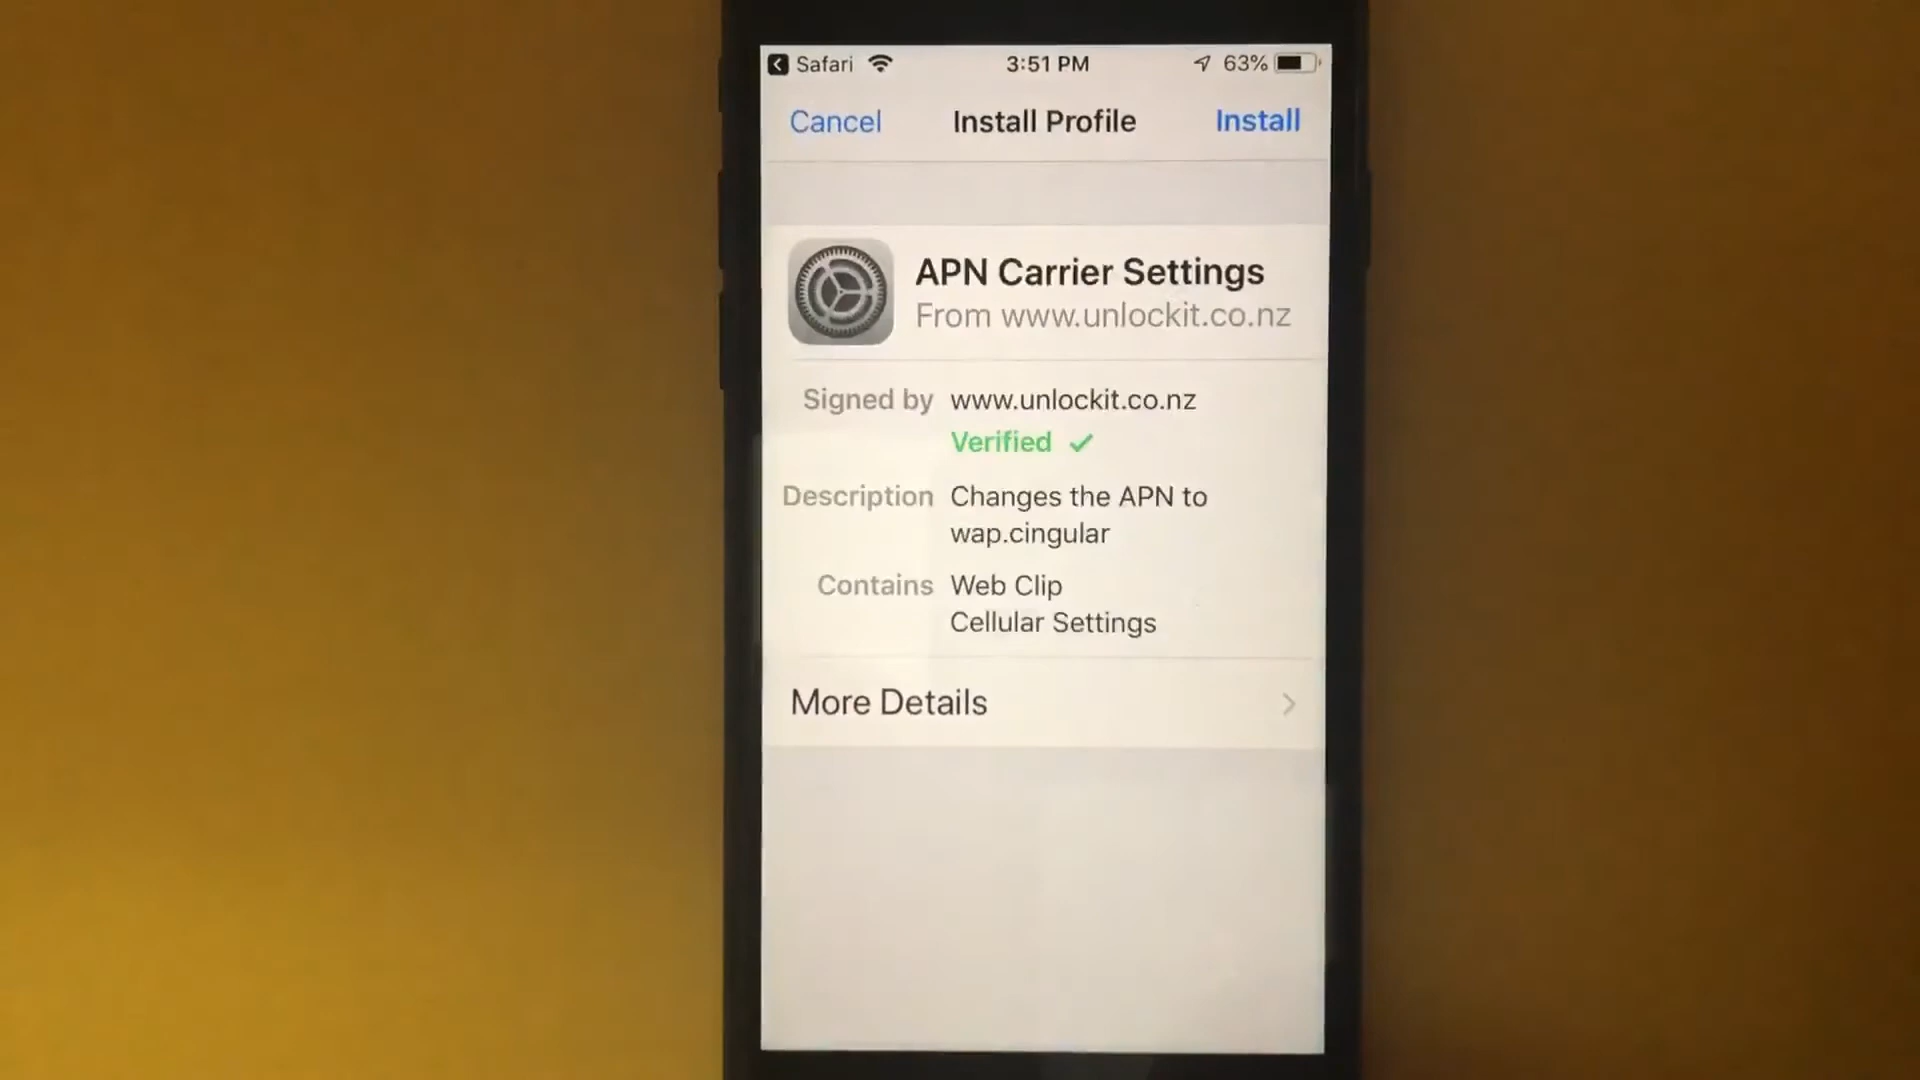 Safari 3:51 PM 63%
Cancel Install Profile Install
APN Carrier Settings
From www.unlockit.co.nz
Signed by www.unlockit.co.nz
Verified ✓
Description Changes the APN to
wap.cingular
Contains Web Clip
Cellular Settings
More Details